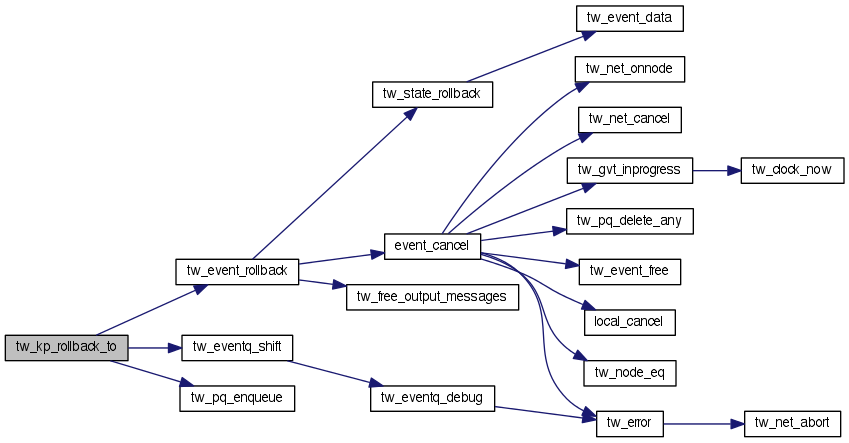 tw_event_data
tw_net_onnode
tw_state_rollback
tw_net_cancel
tw_gvt_inprogress
tw_clock_now
tw_pq_delete_any
event_cancel
tw_event_rollback
tw_event_free
tw_free_output_messages
local_cancel
tw_kp_rollback_to
tw_eventq_shift
tw_node_eq
tw_pq_enqueue
tw_eventq_debug
tw_error
tw_net_abort